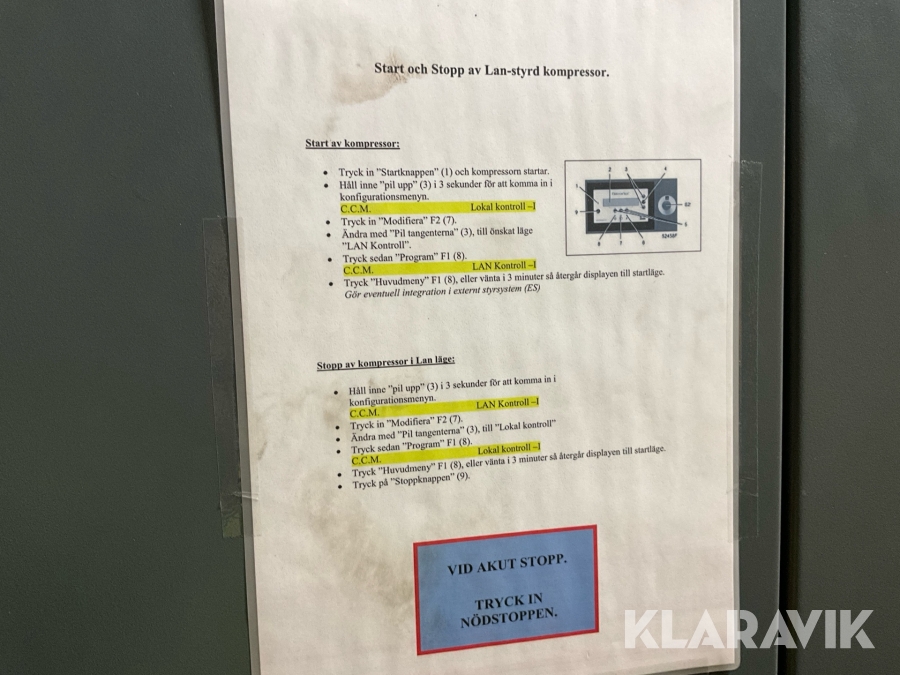 Start och Stopp av Lan-styrd kompressor.
Start av kompressor:
• Tryck in "Startknappen" (1) och kompressorn startar.
• Håll inne "pil upp" (3) i 3 sekunder för att komma in i
konfigurationsmenyn.
C.C.M. Lokal kontroll –I
• Tryck in "Modifiera" F2 (7).
• Ändra med "Pil tangenterna" (3), till önskat läge
"LAN Kontroll".
• Tryck sedan "Program" F1 (8).
C.C.M. LAN Kontroll –I
• Tryck "Huvudmeny" F1 (8), eller vänta i 3 minuter så återgår displayen till startläge.
Gör eventuell integration i externt styrsystem (ES)
Stopp av kompressor i Lan läge:
• Håll inne "pil upp" (3) i 3 sekunder för att komma in i
konfigurationsmenyn.
C.C.M. LAN Kontroll –I
• Tryck in "Modifiera" F2 (7).
• Ändra med "Pil tangenterna" (3), till "Lokal kontroll"
• Tryck sedan "Program" F1 (8).
C.C.M. Lokal kontroll –I
• Tryck "Huvudmeny" F1 (8), eller vänta i 3 minuter så återgår displayen till startläge.
• Tryck på "Stoppknappen" (9).
VID AKUT STOPP.
TRYCK IN
NÖDSTOPPEN.
KLARAVIK